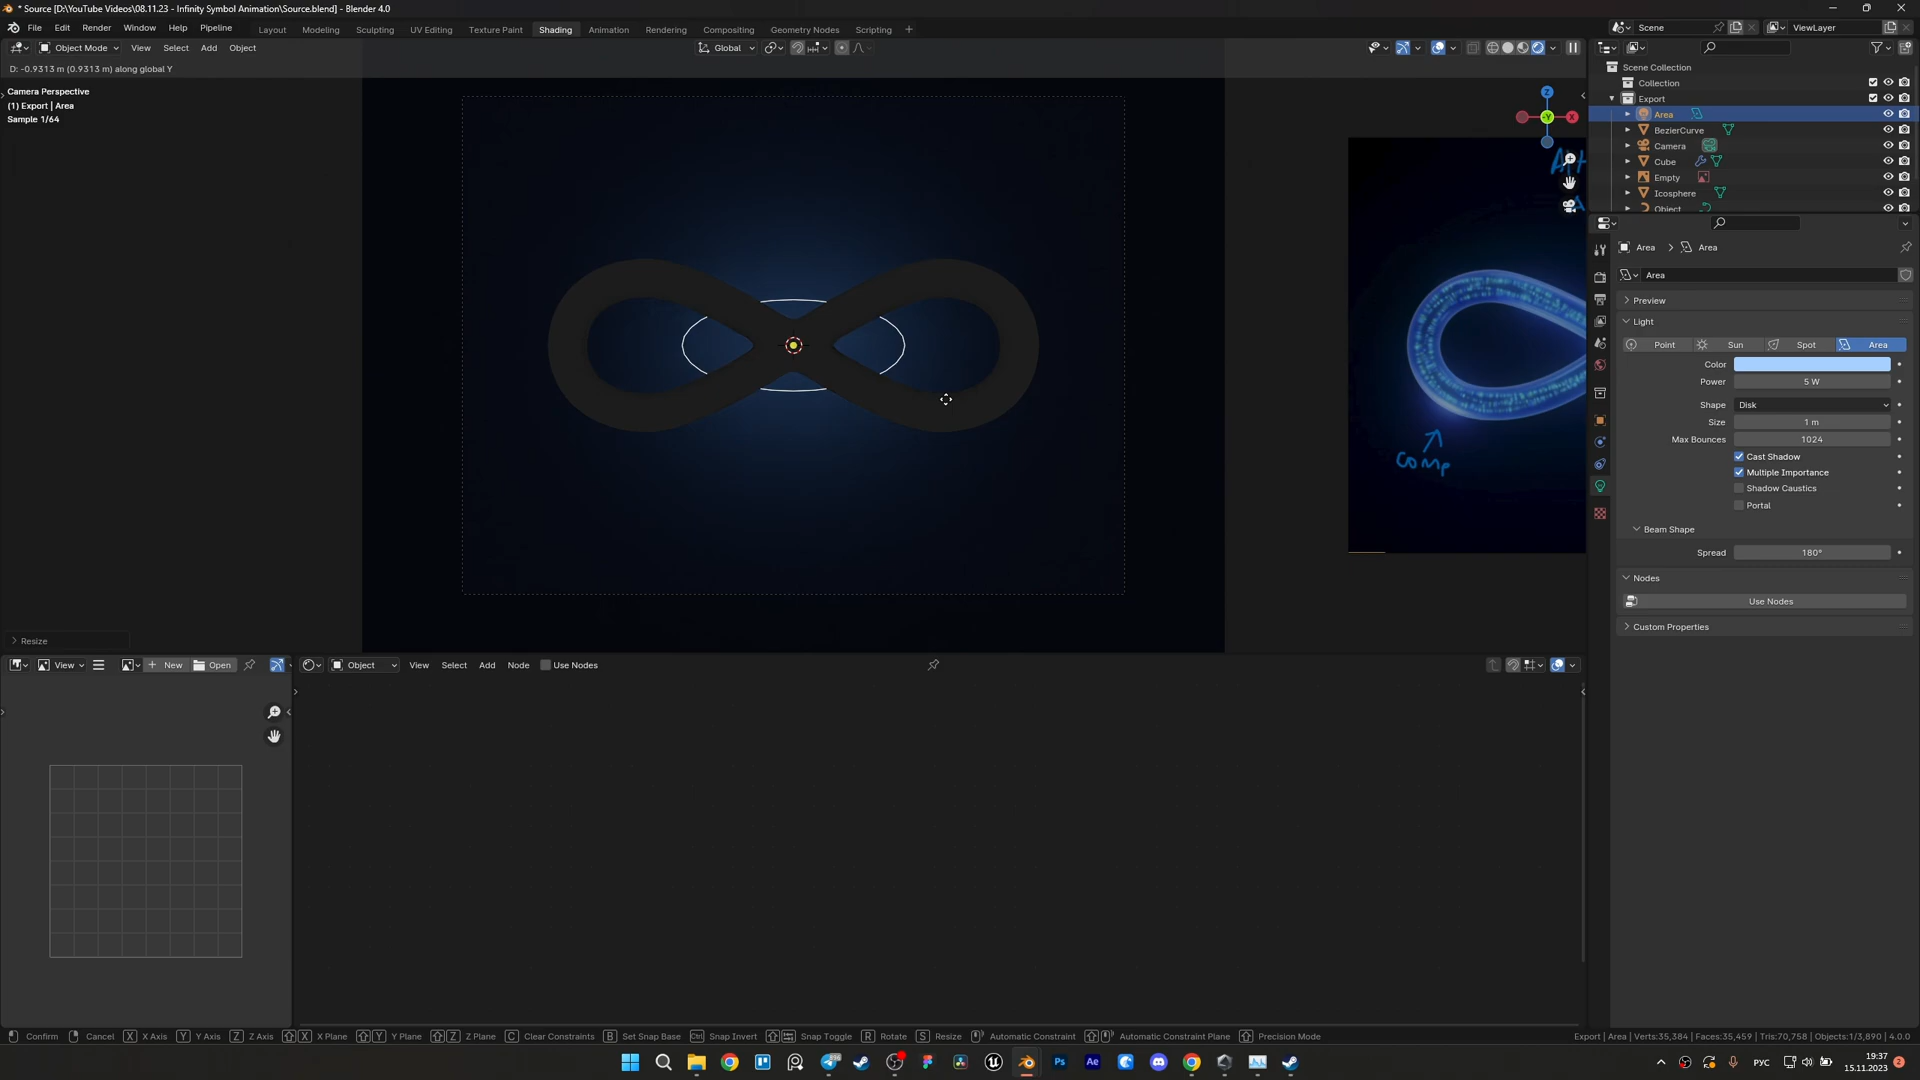 * Source [D:\YouTube Videos\08.11.23 - Infinity Symbol Animation\Source.blend] - Blender 4.0
File Edit Render Window Help Pipeline Layout Modeling Sculpting UV Editing Texture Paint Shading Animation Rendering Compositing Geometry Nodes Scripting + Scene ViewLayer
Object Mode View Select Add Object Global
D: -0.9313 m (0.9313 m) along global Y
Camera Perspective
(1) Export | Area
Sample 1/64
Z
-Y
X
Scene Collection
Collection
Export
Area
BezierCurve
Camera
Cube
Empty
Icosphere
Object
Area > Area
Area
Preview
Light
Point Sun Spot Area
Color
Power 5 W
Shape Disk
Size 1 m
Max Bounces 1024
Cast Shadow
Multiple Importance
Shadow Caustics
Portal
Beam Shape
Spread 180°
Nodes
Use Nodes
Custom Properties
comp
Resize
View New Open Object View Select Add Node Use Nodes
Confirm Cancel X X Axis Y Y Axis Z Z Axis X X Plane Y Y Plane Z Z Plane C Clear Constraints B Set Snap Base Ctrl Snap Invert Snap Toggle R Rotate S Resize Automatic Constraint Automatic Constraint Plane Precision Mode Export | Area | Verts:35,384 | Faces:35,459 | Tris:70,758 | Objects:1/3,890 | 4.0.0
Ps Ae РУС 19:37
15.11.2023 2